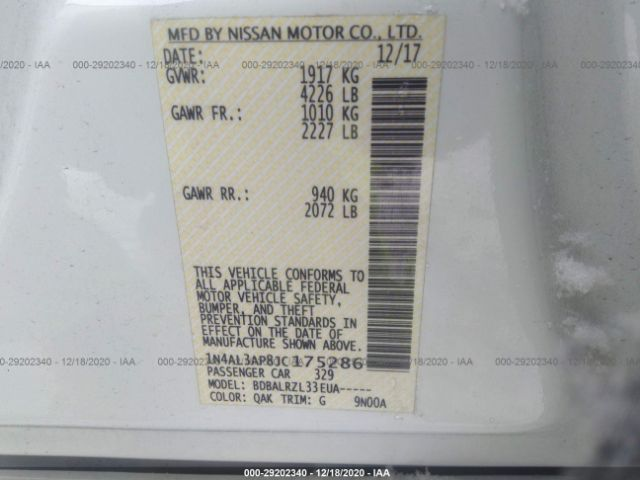 MFD BY NISSAN MOTOR CO., LTD.
DATE: 12/17
GVWR: 1917 KG
4226 LB
GAWR FR.: 1010 KG
2227 LB
GAWR RR.: 940 KG
2072 LB
THIS VEHICLE CONFORMS TO
ALL APPLICABLE FEDERAL
MOTOR VEHICLE SAFETY,
BUMPER, AND THEFT
PREVENTION STANDARDS IN
EFFECT ON THE DATE OF
MANUFACTURE SHOWN ABOVE.
1N4AL3AP8JC175286
PASSENGER CAR 329
MODEL: BDBALRZL33EUA-----
COLOR: QAK TRIM: G 9N00A
000-29202340 - 12/18/2020 - IAA